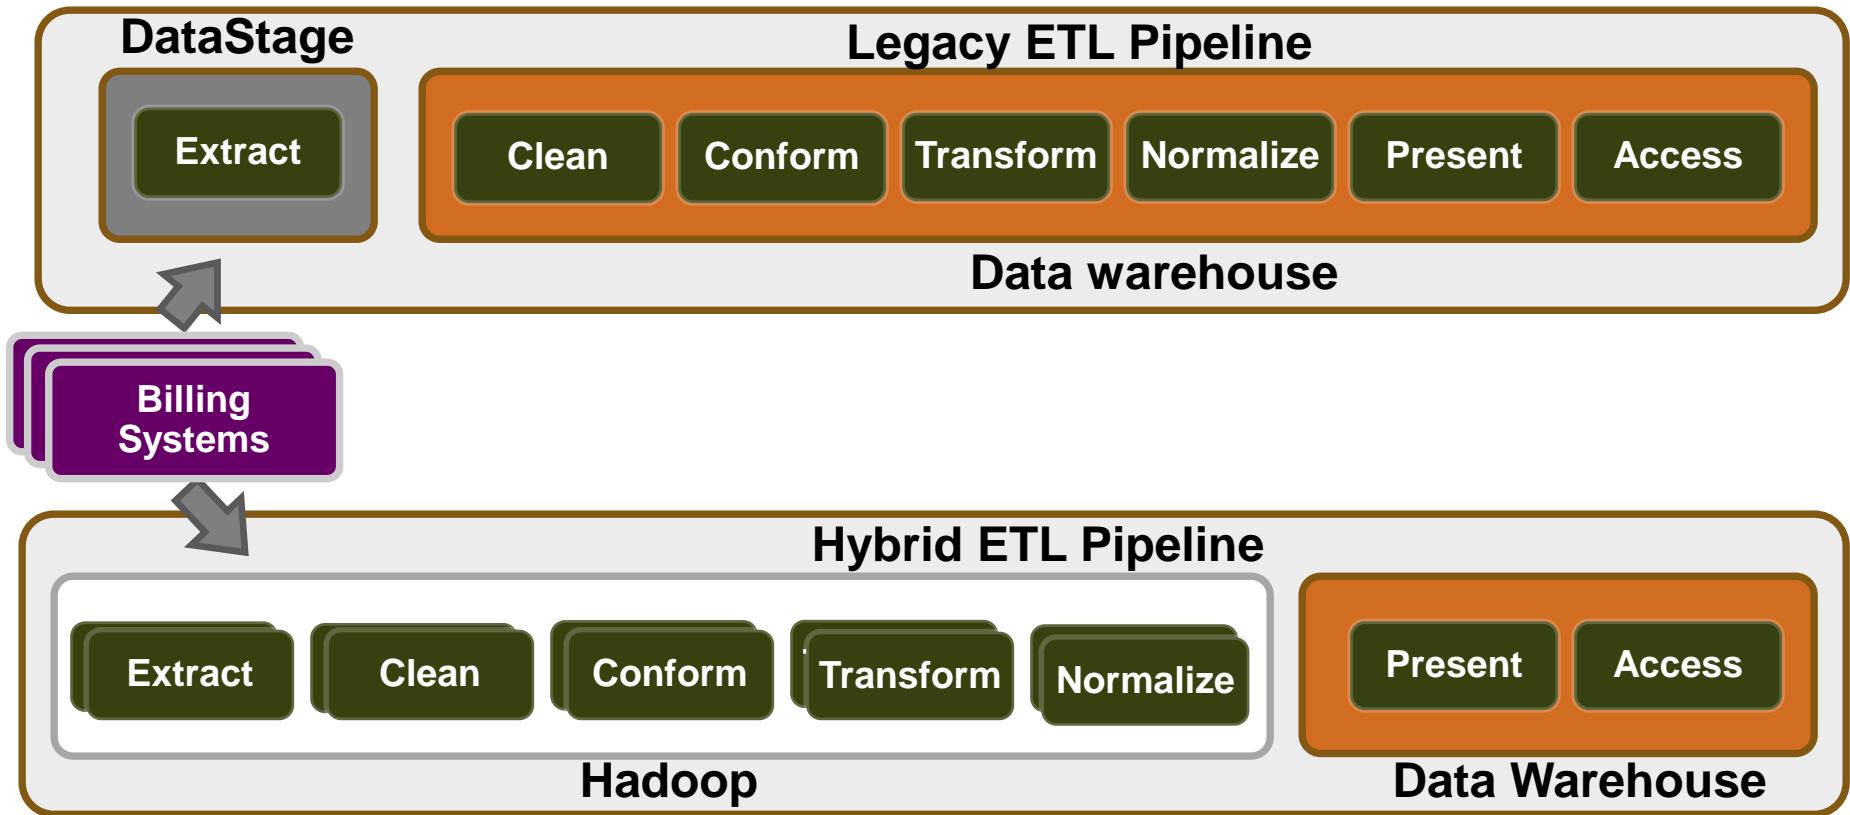 DataStage
Legacy ETL Pipeline
Extract
Clean
Conform
Transform
Normalize
Present
Access
Data warehouse
Billing
Systems
Hybrid ETL Pipeline
Extract
Clean
Conform
Transform
Normalize
Present
Access
Hadoop
Data Warehouse